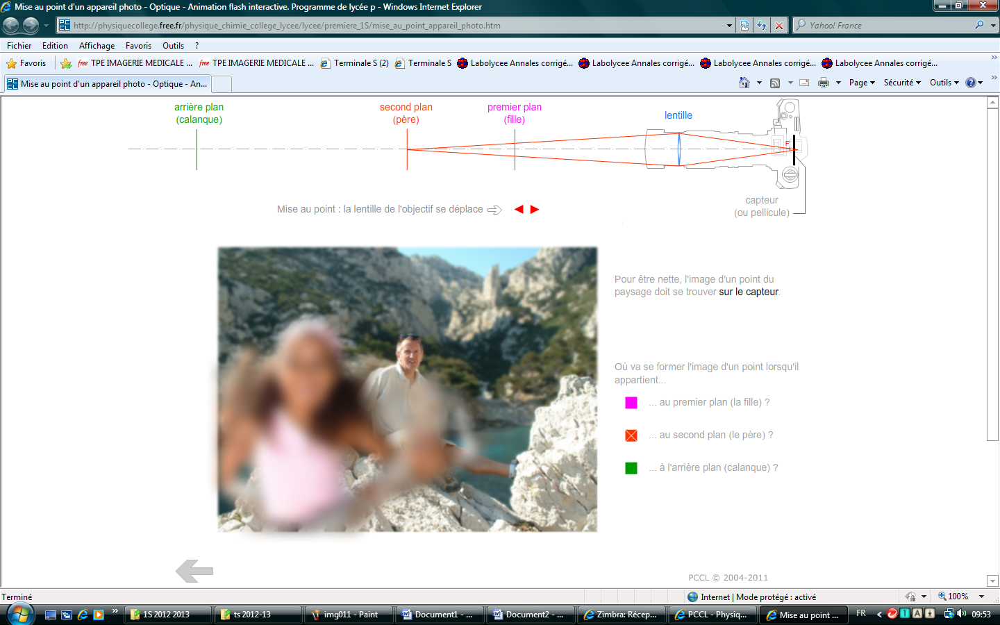 Mise au point d'un appareil photo - Optique - Animation flash interactive. Programme de lycée p - Windows Internet Explorer
http://physiquecollege.free.fr/physique_chimie_college_lycee/lycee/premiere_1S/mise_au_point_appareil_photo.htm
Yahoo! France
Fichier Edition Affichage Favoris Outils ?
Favoris
free TPE IMAGERIE MEDICALE ...
free TPE IMAGERIE MEDICALE ...
Terminale S (2)
Terminale S
Labolycee Annales corrigé...
Labolycee Annales corrigé...
Labolycee Annales corrigé...
Labolycee Annales corrigé...
PC
CL
Mise au point d'un appareil photo - Optique - An...
Page Sécurité Outils
arrière plan
(calanque)
second plan
(père)
premier plan
(fille)
lentille
F'
capteur
(ou pellicule)
Mise au point : la lentille de l'objectif se déplace
Pour être nette, l'image d'un point du
paysage doit se trouver sur le capteur.
Où va se former l'image d'un point lorsqu'il
appartient...
... au premier plan (la fille) ?
... au second plan (le père) ?
... à l'arrière plan (calanque) ?
PCCL © 2004-2011
Terminé
Internet | Mode protégé : activé
100%
1S 2012 2013
ts 2012-13
img011 - Paint
Document1 - ...
Document2 - ...
Zimbra: Récep...
PCCL - Physiq...
Mise au point ...
FR
09:53